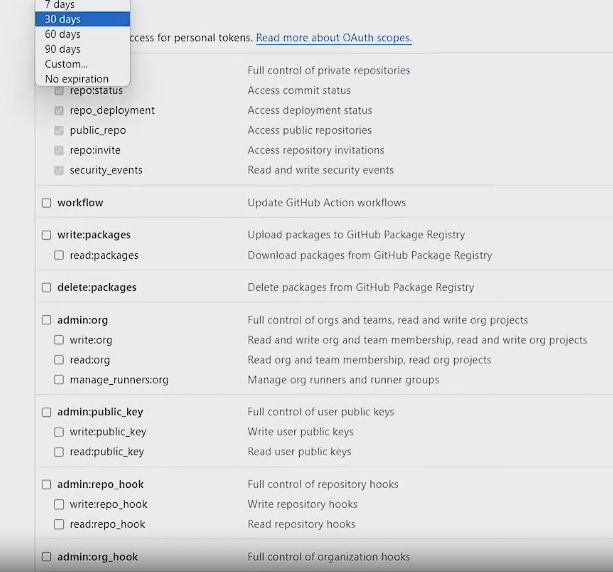 7 days
30 days
60 days
90 days
Custom...
No expiration
ccess for personal tokens. Read more about OAuth scopes.
Full control of private repositories
repo:status Access commit status
repo_deployment Access deployment status
public_repo Access public repositories
repo:invite Access repository invitations
security_events Read and write security events
workflow Update GitHub Action workflows
write:packages Upload packages to GitHub Package Registry
read:packages Download packages from GitHub Package Registry
delete:packages Delete packages from GitHub Package Registry
admin:org Full control of orgs and teams, read and write org projects
write:org Read and write org and team membership, read and write org projects
read:org Read org and team membership, read org projects
manage_runners:org Manage org runners and runner groups
admin:public_key Full control of user public keys
write:public_key Write user public keys
read:public_key Read user public keys
admin:repo_hook Full control of repository hooks
write:repo_hook Write repository hooks
read:repo_hook Read repository hooks
admin:org_hook Full control of organization hooks